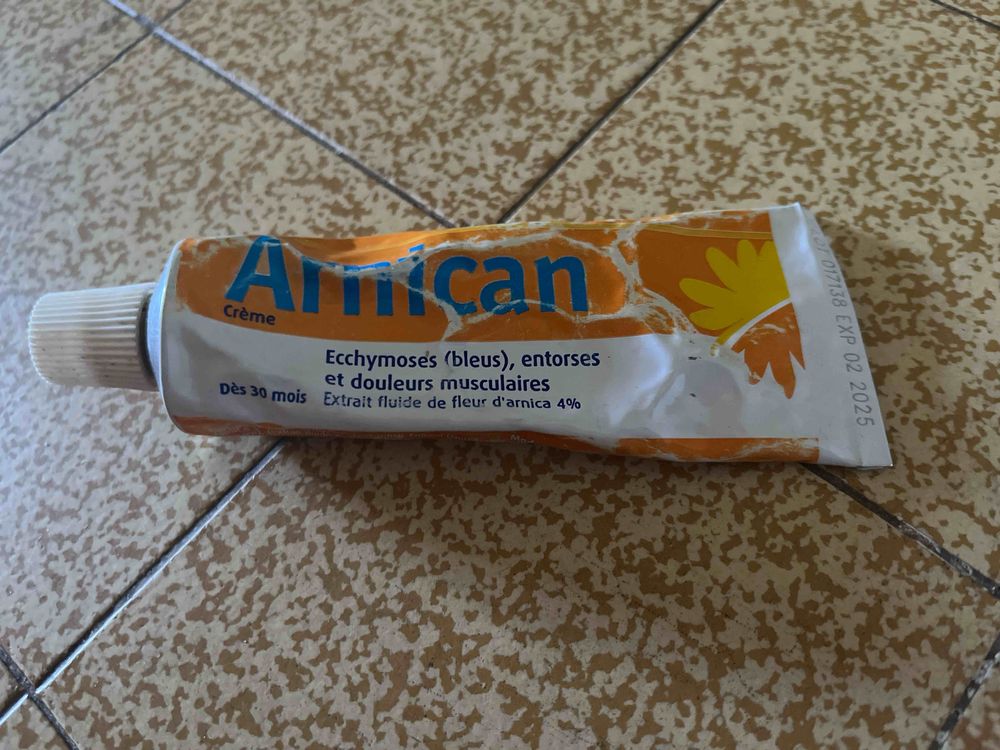 Arnican
Crème
Ecchymoses (bleus), entorses
et douleurs musculaires
Dès 30 mois
Extrait fluide de fleur d'arnica 4%
017138 EXP 02 2025